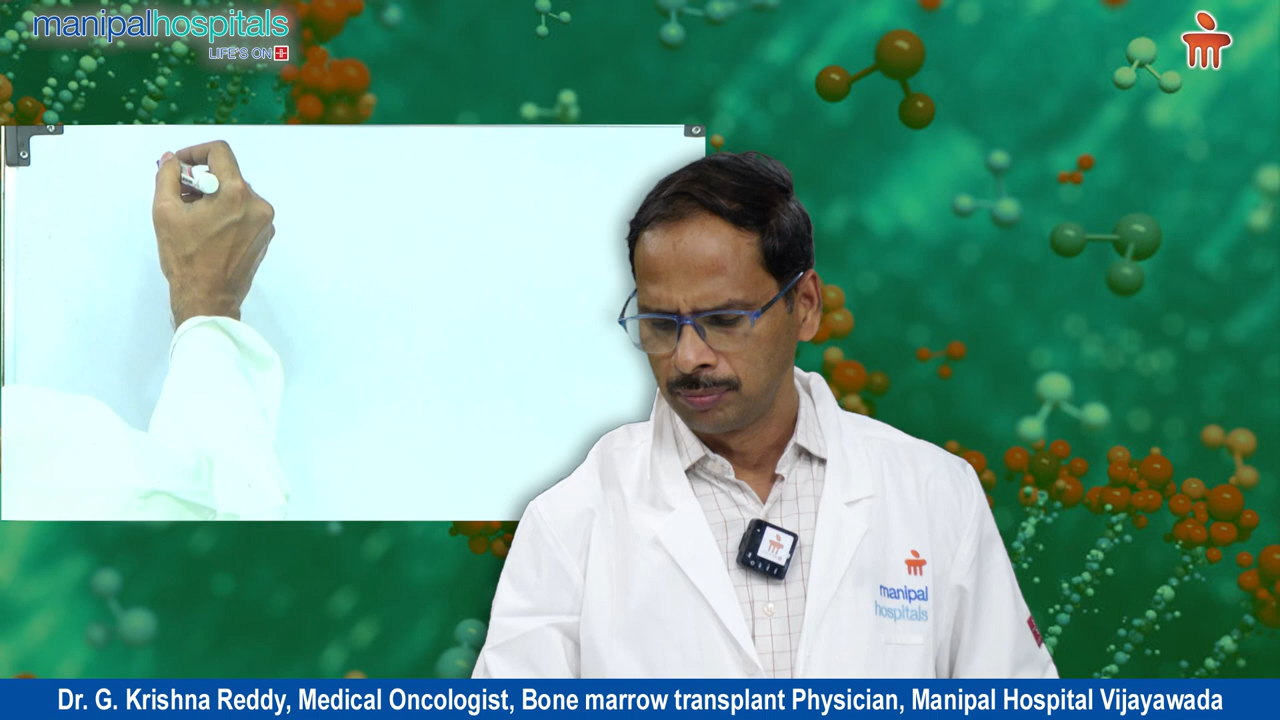 manipalhospitals
LIFE'S ON
manipal
hospitals
Dr. G. Krishna Reddy, Medical Oncologist, Bone marrow transplant Physician, Manipal Hospital Vijayawada